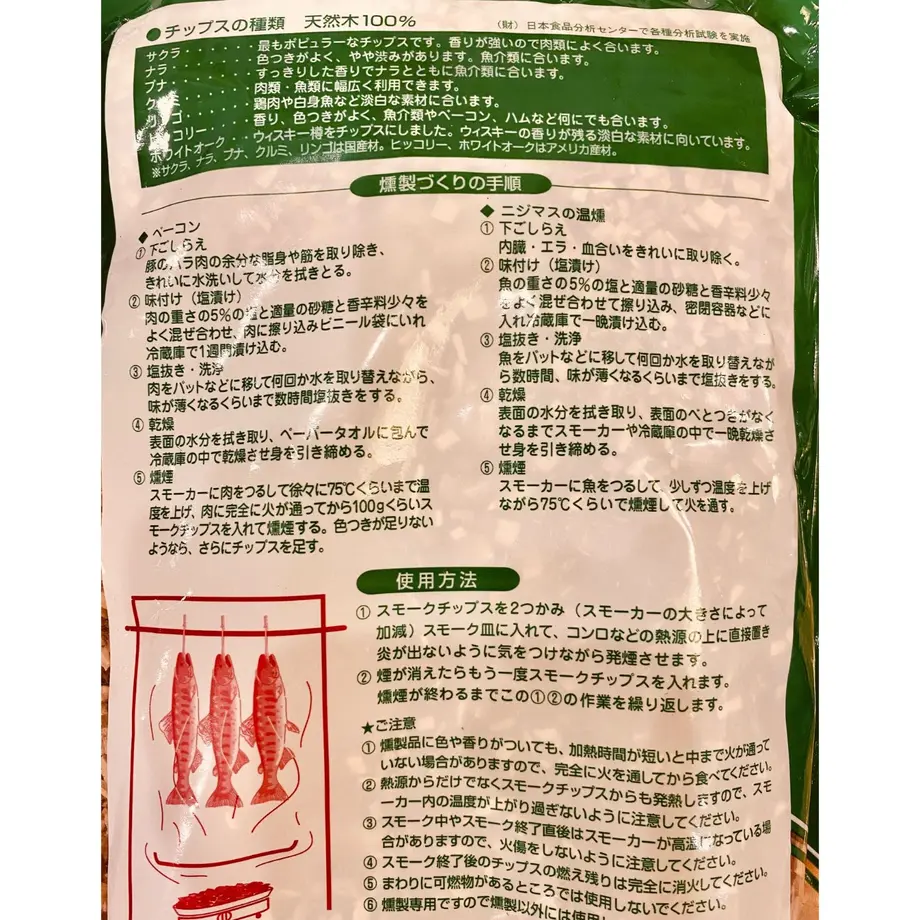 ●チップスの種類 天然木100%
(財)日本食品分析センターで各種分析試験を実施
サクラ・・・・・・・最もポピュラーなチップスです。香りが強いので肉類によく合います。
ナラ・・・・・・・・色つきがよく、やや渋みがあります。魚介類に合います。
ブナ・・・・・・・・すっきりした香りでナラとともに魚介類に合います。
クルミ・・・・・・・肉類・魚類に幅広く利用できます。
リンゴ・・・・・・・鶏肉や白身魚など淡白な素材に合います。
ヒッコリー・・・・・香り、色つきがよく、魚介類やベーコン、ハムなど何にでも合います。
ホワイトオーク・・・ウィスキー樽をチップスにしました。ウィスキーの香りが残る淡白な素材に向いています。
※サクラ、ナラ、ブナ、クルミ、リンゴは国産材。ヒッコリー、ホワイトオークはアメリカ産材。
燻製づくりの手順
◆ベーコン
①下ごしらえ
豚のバラ肉の余分な脂身や筋を取り除き、
きれいに水洗いして水分を拭きとる。
②味付け(塩漬け)
肉の重さの5%の塩と適量の砂糖と香辛料少々を
よく混ぜ合わせ、肉に擦り込みビニール袋にいれ
冷蔵庫で1週間漬け込む。
③塩抜き・洗浄
肉をバットなどに移して何回か水を取り替えながら、
味が薄くなるくらいまで数時間塩抜きをする。
④乾燥
表面の水分を拭き取り、ペーパータオルに包んで
冷蔵庫の中で乾燥させ身を引き締める。
⑤燻煙
スモーカーに肉をつるして徐々に75℃くらいまで温
度を上げ、肉に完全に火が通ってから100gくらいス
モークチップスを入れて燻煙する。色つきが足りない
ようなら、さらにチップスを足す。
◆ニジマスの温燻
①下ごしらえ
内臓・エラ・血合いをきれいに取り除く。
②味付け(塩漬け)
魚の重さの5%の塩と適量の砂糖と香辛料少々
をよく混ぜ合わせて擦り込み、密閉容器などに
入れ冷蔵庫で一晩漬け込む。
③塩抜き・洗浄
魚をバットなどに移して何回か水を取り替えなが
ら数時間、味が薄くなるくらいまで塩抜きをする。
④乾燥
表面の水分を拭き取り、表面のべとつきがなく
なるまでスモーカーや冷蔵庫の中で一晩乾燥さ
せ身を引き締める。
⑤燻煙
スモーカーに魚をつるして、少しずつ温度を上げ
ながら75℃くらいで燻煙して火を通す。
使用方法
①スモークチップスを2つかみ(スモーカーの大きさによって
加減)スモーク皿に入れて、コンロなどの熱源の上に直接置き
炎が出ないように気をつけながら発煙させます。
②煙が消えたらもう一度スモークチップスを入れます。
燻煙が終わるまでこの①②の作業を繰り返します。
★ご注意
①燻製品に色や香りがついても、加熱時間が短いと中まで火が通って
いない場合がありますので、完全に火を通してから食べてください。
②熱源からだけでなくスモークチップスからも発熱しますので、スモ
ーカー内の温度が上がり過ぎないように注意してください。
③スモーク中やスモーク終了直後はスモーカーが高温になっている場
合がありますので、火傷をしないように注意してください。
④スモーク終了後のチップスの燃え残りは完全に消火してください。
⑤まわりに可燃物があるところでは使用しないでください。
⑥燻製専用ですので燻製以外には使用し